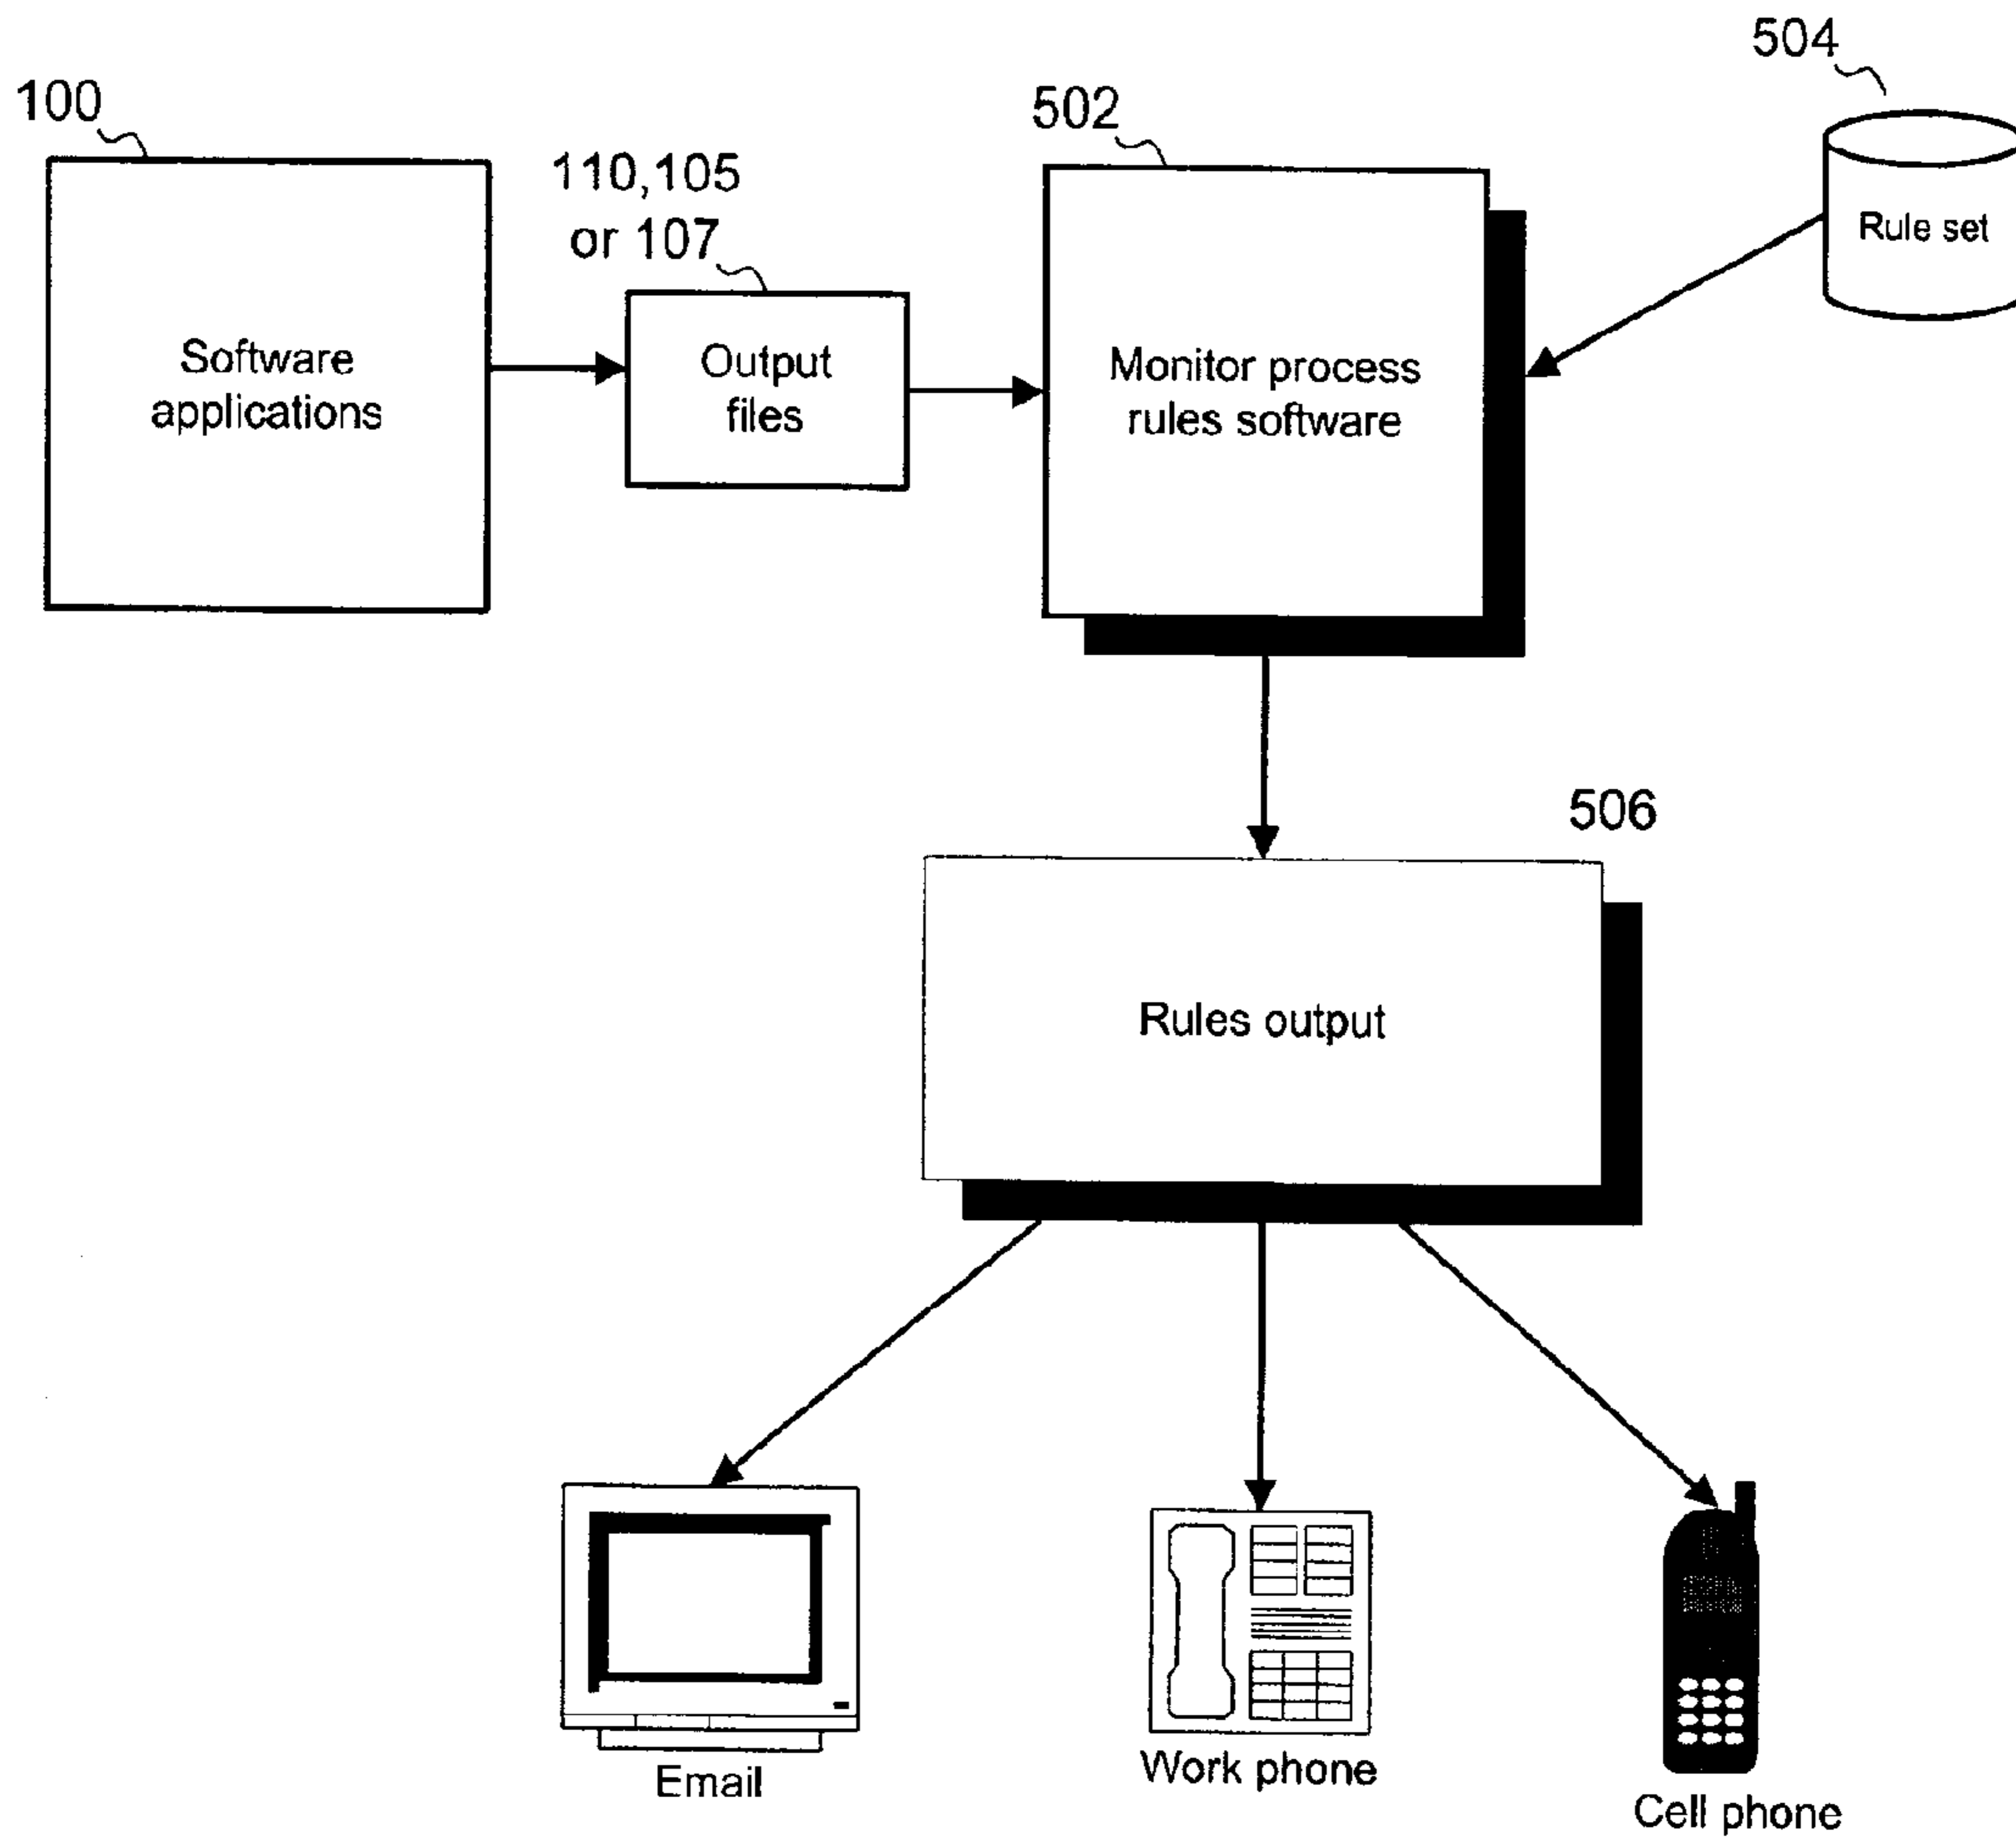 504
100
502
110,105
or 107
Rule set
Software
applications
Output
files
Monitor process
rules software
506
Rules output
Email
Work phone
Cell phone